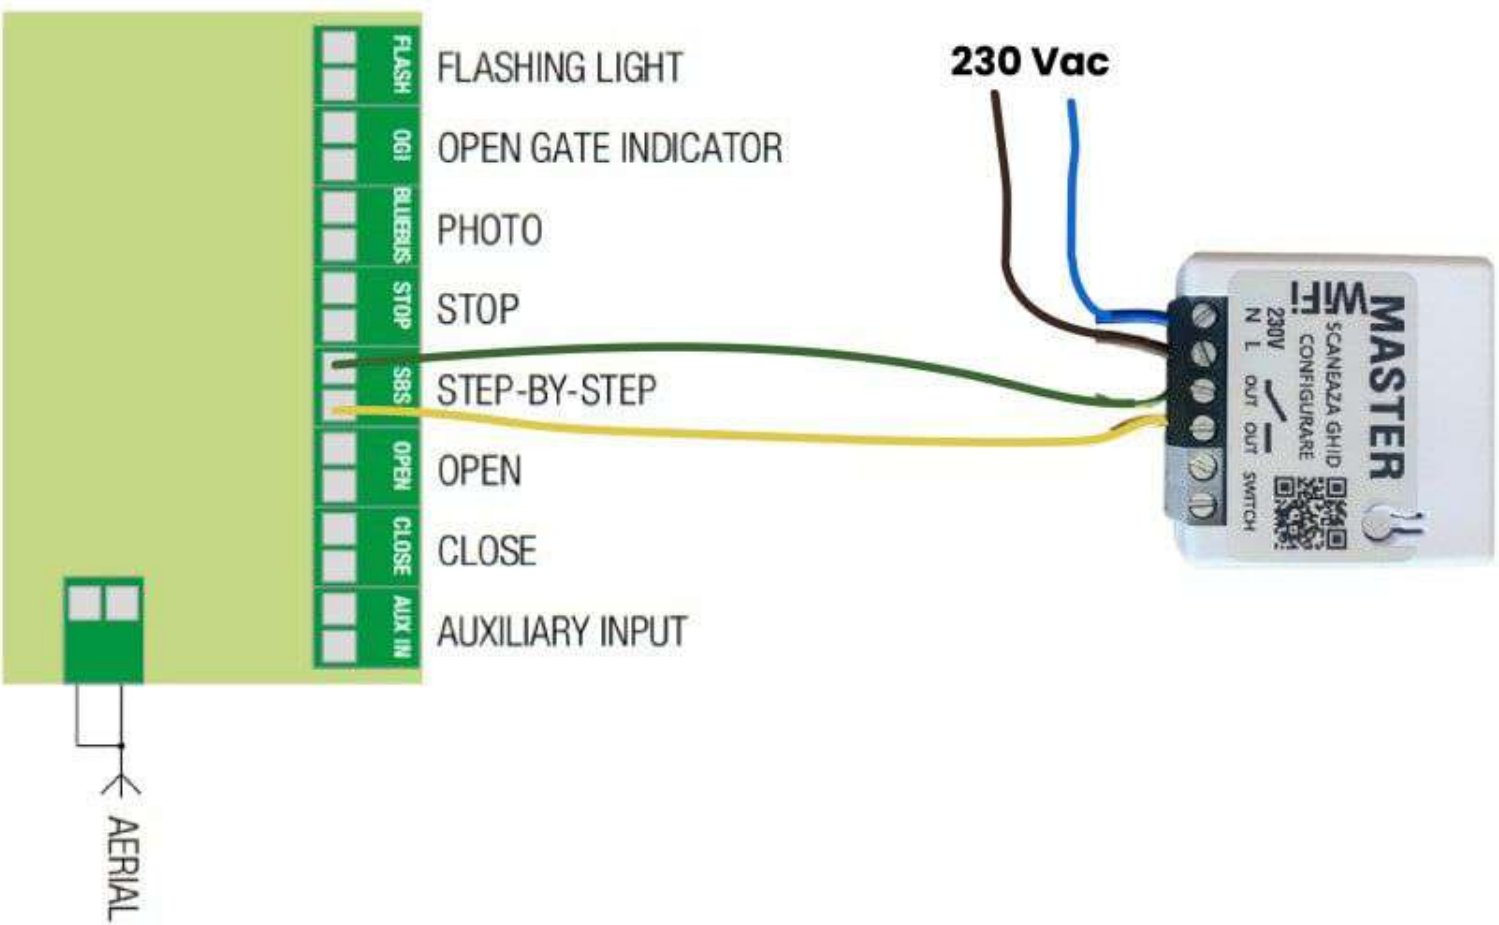 FLASH
FLASHING LIGHT
OGI
OPEN GATE INDICATOR
BLUEBUS
PHOTO
STOP
STOP
SBS
STEP-BY-STEP
OPEN
OPEN
CLOSE
CLOSE
AUX IN
AUXILIARY INPUT
AERIAL
230 Vac
MASTER
WiFi
SCANEAZA GHID
CONFIGURARE
230V
N L OUT OUT SWITCH